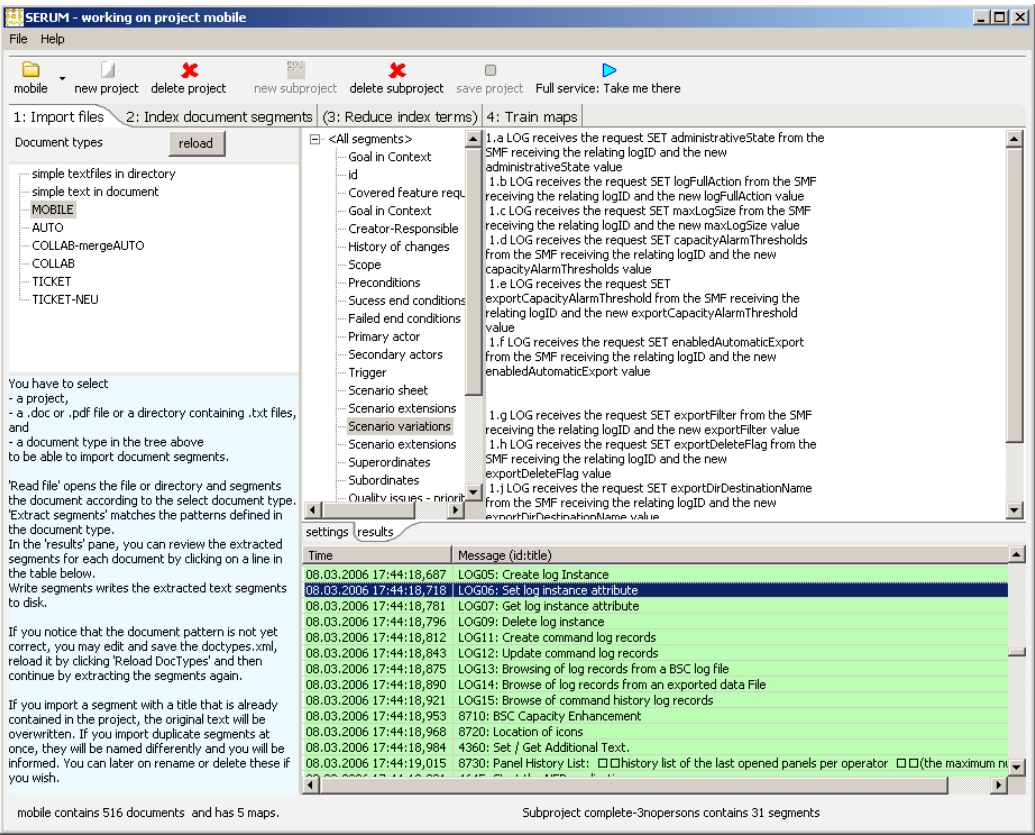 SERUM - working on project mobile
File Help
mobile new project delete project new subproject delete subproject save project Full service: Take me there
1: Import files 2: Index document segments (3: Reduce index terms) 4: Train maps
Document types reload
simple textfiles in directory
simple text in document
MOBILE
AUTO
COLLAB-mergeAUTO
COLLAB
TICKET
TICKET-NEU
You have to select
- a project,
- a .doc or .pdf file or a directory containing .txt files,
and
- a document type in the tree above
to be able to import document segments.
'Read file' opens the file or directory and segments
the document according to the select document type.
'Extract segments' matches the patterns defined in
the document type.
In the 'results' pane, you can review the extracted
segments for each document by clicking on a line in
the table below.
Write segments writes the extracted text segments
to disk.
If you notice that the document pattern is not yet
correct, you may edit and save the doctypes.xml,
reload it by clicking 'Reload DocTypes' and then
continue by extracting the segments again.
If you import a segment with a title that is already
contained in the project, the original text will be
overwritten. If you import duplicate segments at
once, they will be named differently and you will be
informed. You can later on rename or delete these if
you wish.
<All segments>
Goal in Context
id
Covered feature requ
Goal in Context
Creator-Responsible
History of changes
Scope
Preconditions
Sucess end conditions
Failed end conditions
Primary actor
Secondary actors
Trigger
Scenario sheet
Scenario extensions
Scenario variations
Scenario extensions
Superordinates
Subordinates
Quality issues - priorit
1.a LOG receives the request SET administrativeState from the
SMF receiving the relating logID and the new
administrativeState value
1.b LOG receives the request SET logFullAction from the SMF
receiving the relating logID and the new logFullAction value
1.c LOG receives the request SET maxLogSize from the SMF
receiving the relating logID and the new maxLogSize value
1.d LOG receives the request SET capacityAlarmThresholds
from the SMF receiving the relating logID and the new
capacityAlarmThresholds value
1.e LOG receives the request SET
exportCapacityAlarmThreshold from the SMF receiving the
relating logID and the new exportCapacityAlarmThreshold
value
1.f LOG receives the request SET enabledAutomaticExport
from the SMF receiving the relating logID and the new
enabledAutomaticExport value
1.g LOG receives the request SET exportFilter from the SMF
receiving the relating logID and the new exportFilter value
1.h LOG receives the request SET exportDeleteFlag from the
SMF receiving the relating logID and the new
exportDeleteFlag value
1.j LOG receives the request SET exportDirDestinationName
from the SMF receiving the relating logID and the new
exportDirDestinationName value
settings results
Time Message (id:title)
08.03.2006 17:44:18,687 LOG05: Create log Instance
08.03.2006 17:44:18,718 LOG06: Set log instance attribute
08.03.2006 17:44:18,781 LOG07: Get log instance attribute
08.03.2006 17:44:18,796 LOG09: Delete log instance
08.03.2006 17:44:18,812 LOG11: Create command log records
08.03.2006 17:44:18,843 LOG12: Update command log records
08.03.2006 17:44:18,875 LOG13: Browsing of log records from a BSC log file
08.03.2006 17:44:18,890 LOG14: Browse of log records from an exported data File
08.03.2006 17:44:18,921 LOG15: Browse of command history log records
08.03.2006 17:44:18,953 8710: BSC Capacity Enhancement
08.03.2006 17:44:18,968 8720: Location of icons
08.03.2006 17:44:18,984 4360: Set / Get Additional Text.
08.03.2006 17:44:19,015 8730: Panel History List: □□history list of the last opened panels per operator □□(the maximum nu
mobile contains 516 documents and has 5 maps. Subproject complete-3nopersons contains 31 segments